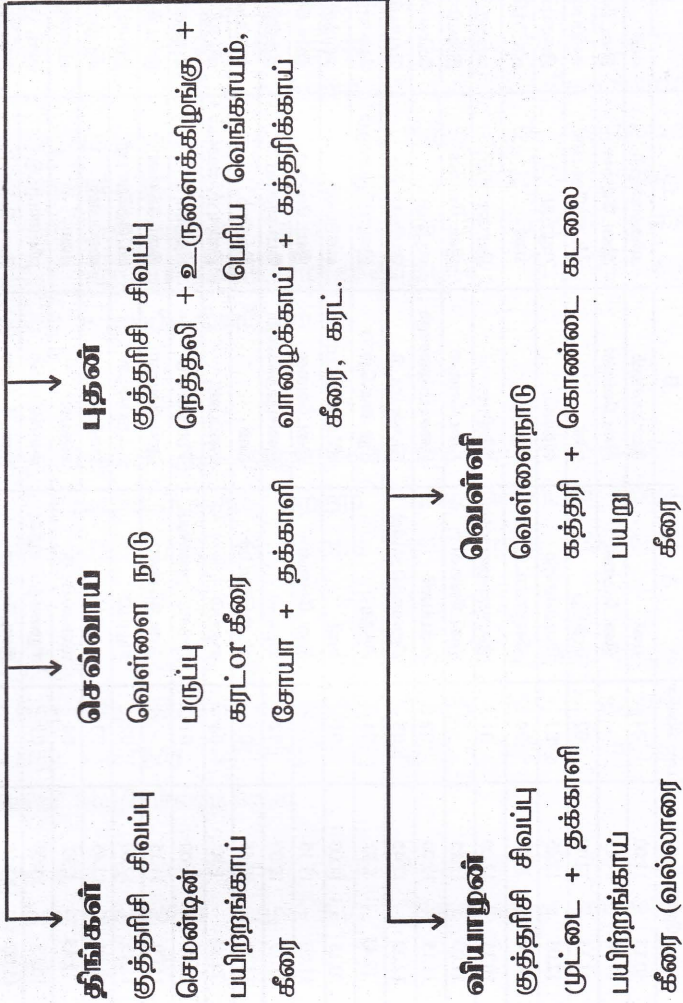 திங்கள்
குத்தரிசி சிவப்பு
செமன்டின்
பயிற்றங்காய்
கீரை
செவ்வாய்
வெள்ளை நாடு
பருப்பு
கரட்or கீரை
சோயா + தக்காளி
புதன்
குத்தரிசி சிவப்பு
நெத்தலி +உருளைக்கிழங்கு +
பெரிய வெங்காயம்,
வாழைக்காய் + கத்தரிக்காய்
கீரை, கரட்.
வியாழன்
குத்தரிசி சிவப்பு
முட்டை + தக்காளி
பயிற்றங்காய்
கீரை (வல்லாரை
வெள்ளி
வெள்ளைநாடு
கத்தரி + கொண்டை கடலை
பயறு
கீரை